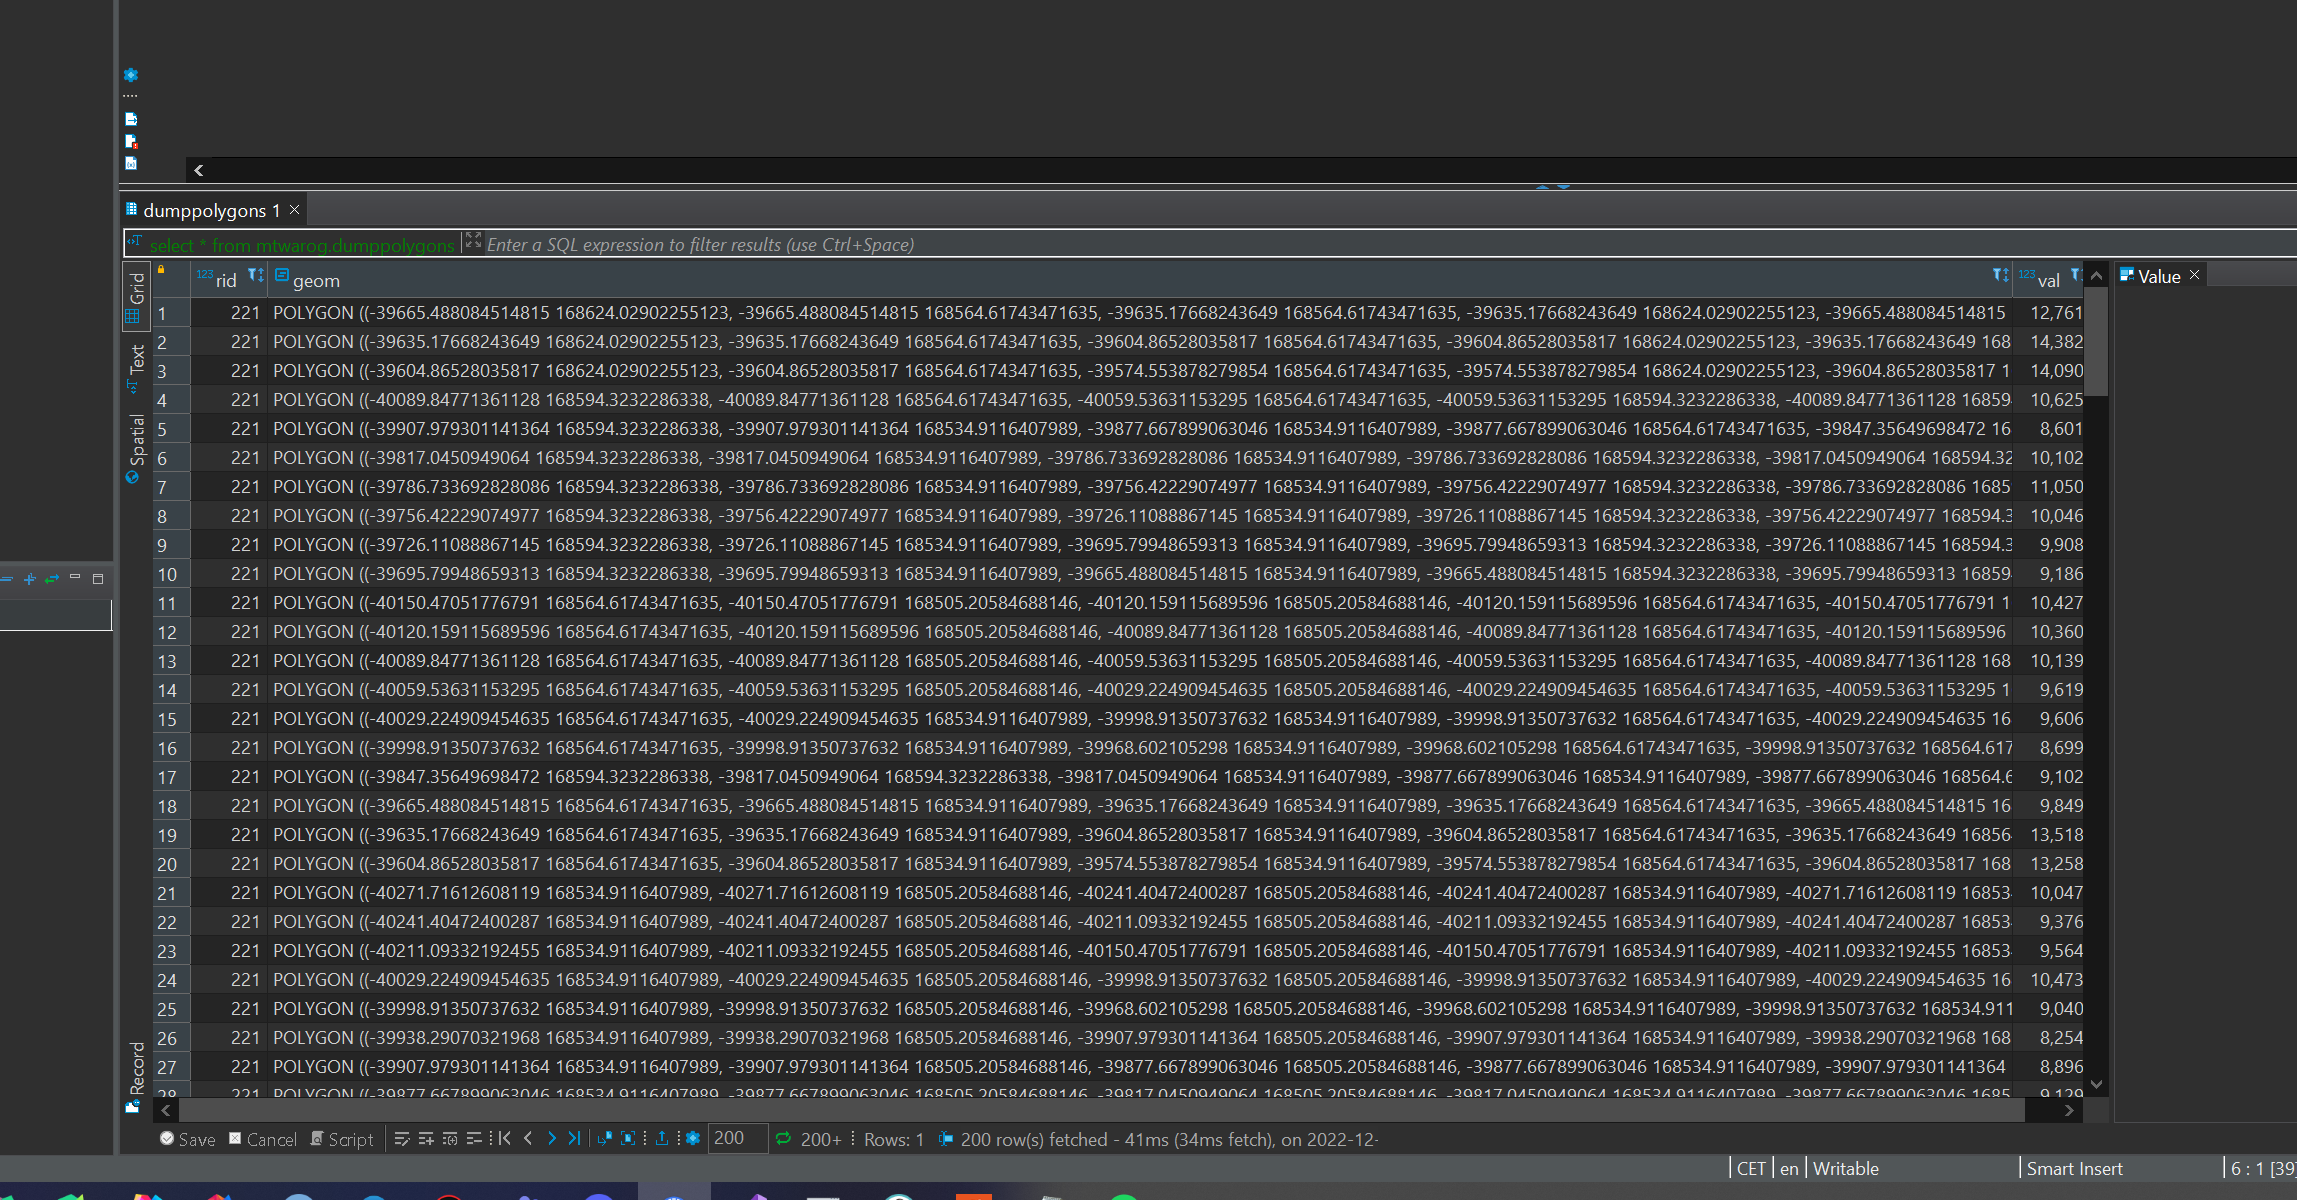 dumppolygons 1
select * from mtwarog.dumppolygons Enter a SQL expression to filter results (use Ctrl+Space)
Grid
Text
Spatial
Record
123 rid geom 123 val
Value
1 221 POLYGON ((-39665.488084514815 168624.02902255123, -39665.488084514815 168564.61743471635, -39635.17668243649 168564.61743471635, -39635.17668243649 168624.02902255123, -39665.488084514815 12,761
2 221 POLYGON ((-39635.17668243649 168624.02902255123, -39635.17668243649 168564.61743471635, -39604.86528035817 168564.61743471635, -39604.86528035817 168624.02902255123, -39635.17668243649 168 14,382
3 221 POLYGON ((-39604.86528035817 168624.02902255123, -39604.86528035817 168564.61743471635, -39574.553878279854 168564.61743471635, -39574.553878279854 168624.02902255123, -39604.86528035817 1 14,090
4 221 POLYGON ((-40089.84771361128 168594.3232286338, -40089.84771361128 168564.61743471635, -40059.53631153295 168564.61743471635, -40059.53631153295 168594.3232286338, -40089.84771361128 16859 10,625
5 221 POLYGON ((-39907.979301141364 168594.3232286338, -39907.979301141364 168534.9116407989, -39877.667899063046 168534.9116407989, -39877.667899063046 168564.61743471635, -39847.35649698472 16 8,601
6 221 POLYGON ((-39817.0450949064 168594.3232286338, -39817.0450949064 168534.9116407989, -39786.733692828086 168534.9116407989, -39786.733692828086 168594.3232286338, -39817.0450949064 168594.32 10,102
7 221 POLYGON ((-39786.733692828086 168594.3232286338, -39786.733692828086 168534.9116407989, -39756.42229074977 168534.9116407989, -39756.42229074977 168594.3232286338, -39786.733692828086 1685 11,050
8 221 POLYGON ((-39756.42229074977 168594.3232286338, -39756.42229074977 168534.9116407989, -39726.11088867145 168534.9116407989, -39726.11088867145 168594.3232286338, -39756.42229074977 168594.3 10,046
9 221 POLYGON ((-39726.11088867145 168594.3232286338, -39726.11088867145 168534.9116407989, -39695.79948659313 168534.9116407989, -39695.79948659313 168594.3232286338, -39726.11088867145 168594.3 9,908
10 221 POLYGON ((-39695.79948659313 168594.3232286338, -39695.79948659313 168534.9116407989, -39665.488084514815 168534.9116407989, -39665.488084514815 168594.3232286338, -39695.79948659313 16859 9,186
11 221 POLYGON ((-40150.47051776791 168564.61743471635, -40150.47051776791 168505.20584688146, -40120.159115689596 168505.20584688146, -40120.159115689596 168564.61743471635, -40150.47051776791 1 10,427
12 221 POLYGON ((-40120.159115689596 168564.61743471635, -40120.159115689596 168505.20584688146, -40089.84771361128 168505.20584688146, -40089.84771361128 168564.61743471635, -40120.159115689596 10,360
13 221 POLYGON ((-40089.84771361128 168564.61743471635, -40089.84771361128 168505.20584688146, -40059.53631153295 168505.20584688146, -40059.53631153295 168564.61743471635, -40089.84771361128 168 10,139
14 221 POLYGON ((-40059.53631153295 168564.61743471635, -40059.53631153295 168505.20584688146, -40029.224909454635 168505.20584688146, -40029.224909454635 168564.61743471635, -40059.53631153295 1 9,619
15 221 POLYGON ((-40029.224909454635 168564.61743471635, -40029.224909454635 168534.9116407989, -39998.91350737632 168534.9116407989, -39998.91350737632 168564.61743471635, -40029.224909454635 16 9,606
16 221 POLYGON ((-39998.91350737632 168564.61743471635, -39998.91350737632 168534.9116407989, -39968.602105298 168534.9116407989, -39968.602105298 168564.61743471635, -39998.91350737632 168564.617 8,699
17 221 POLYGON ((-39847.35649698472 168594.3232286338, -39817.0450949064 168594.3232286338, -39817.0450949064 168534.9116407989, -39877.667899063046 168534.9116407989, -39877.667899063046 168564.6 9,102
18 221 POLYGON ((-39665.488084514815 168564.61743471635, -39665.488084514815 168534.9116407989, -39635.17668243649 168534.9116407989, -39635.17668243649 168564.61743471635, -39665.488084514815 16 9,849
19 221 POLYGON ((-39635.17668243649 168564.61743471635, -39635.17668243649 168534.9116407989, -39604.86528035817 168534.9116407989, -39604.86528035817 168564.61743471635, -39635.17668243649 16856 13,518
20 221 POLYGON ((-39604.86528035817 168564.61743471635, -39604.86528035817 168534.9116407989, -39574.553878279854 168534.9116407989, -39574.553878279854 168564.61743471635, -39604.86528035817 168 13,258
21 221 POLYGON ((-40271.71612608119 168534.9116407989, -40271.71612608119 168505.20584688146, -40241.40472400287 168505.20584688146, -40241.40472400287 168534.9116407989, -40271.71612608119 16853 10,047
22 221 POLYGON ((-40241.40472400287 168534.9116407989, -40241.40472400287 168505.20584688146, -40211.09332192455 168505.20584688146, -40211.09332192455 168534.9116407989, -40241.40472400287 16853 9,376
23 221 POLYGON ((-40211.09332192455 168534.9116407989, -40211.09332192455 168505.20584688146, -40150.47051776791 168505.20584688146, -40150.47051776791 168534.9116407989, -40211.09332192455 16853 9,564
24 221 POLYGON ((-40029.224909454635 168534.9116407989, -40029.224909454635 168505.20584688146, -39998.91350737632 168505.20584688146, -39998.91350737632 168534.9116407989, -40029.224909454635 16 10,473
25 221 POLYGON ((-39998.91350737632 168534.9116407989, -39998.91350737632 168505.20584688146, -39968.602105298 168505.20584688146, -39968.602105298 168534.9116407989, -39998.91350737632 168534.911 9,040
26 221 POLYGON ((-39938.29070321968 168534.9116407989, -39938.29070321968 168505.20584688146, -39907.979301141364 168505.20584688146, -39907.979301141364 168534.9116407989, -39938.29070321968 168 8,254
27 221 POLYGON ((-39907.979301141364 168534.9116407989, -39907.979301141364 168505.20584688146, -39877.667899063046 168505.20584688146, -39877.667899063046 168534.9116407989, -39907.979301141364 8,896
28 221 POLYGON ((-39877.667899063046 168534.9116407989, -39877.667899063046 168505.20584688146, -39817.0450949064 168505.20584688146, -39817.0450949064 168534.9116407989, -39877.667899063046 1685 9,129
Save Cancel Script 200 200+ Rows: 1 200 row(s) fetched - 41ms (34ms fetch), on 2022-12-
CET en Writable Smart Insert 6 : 1 [39